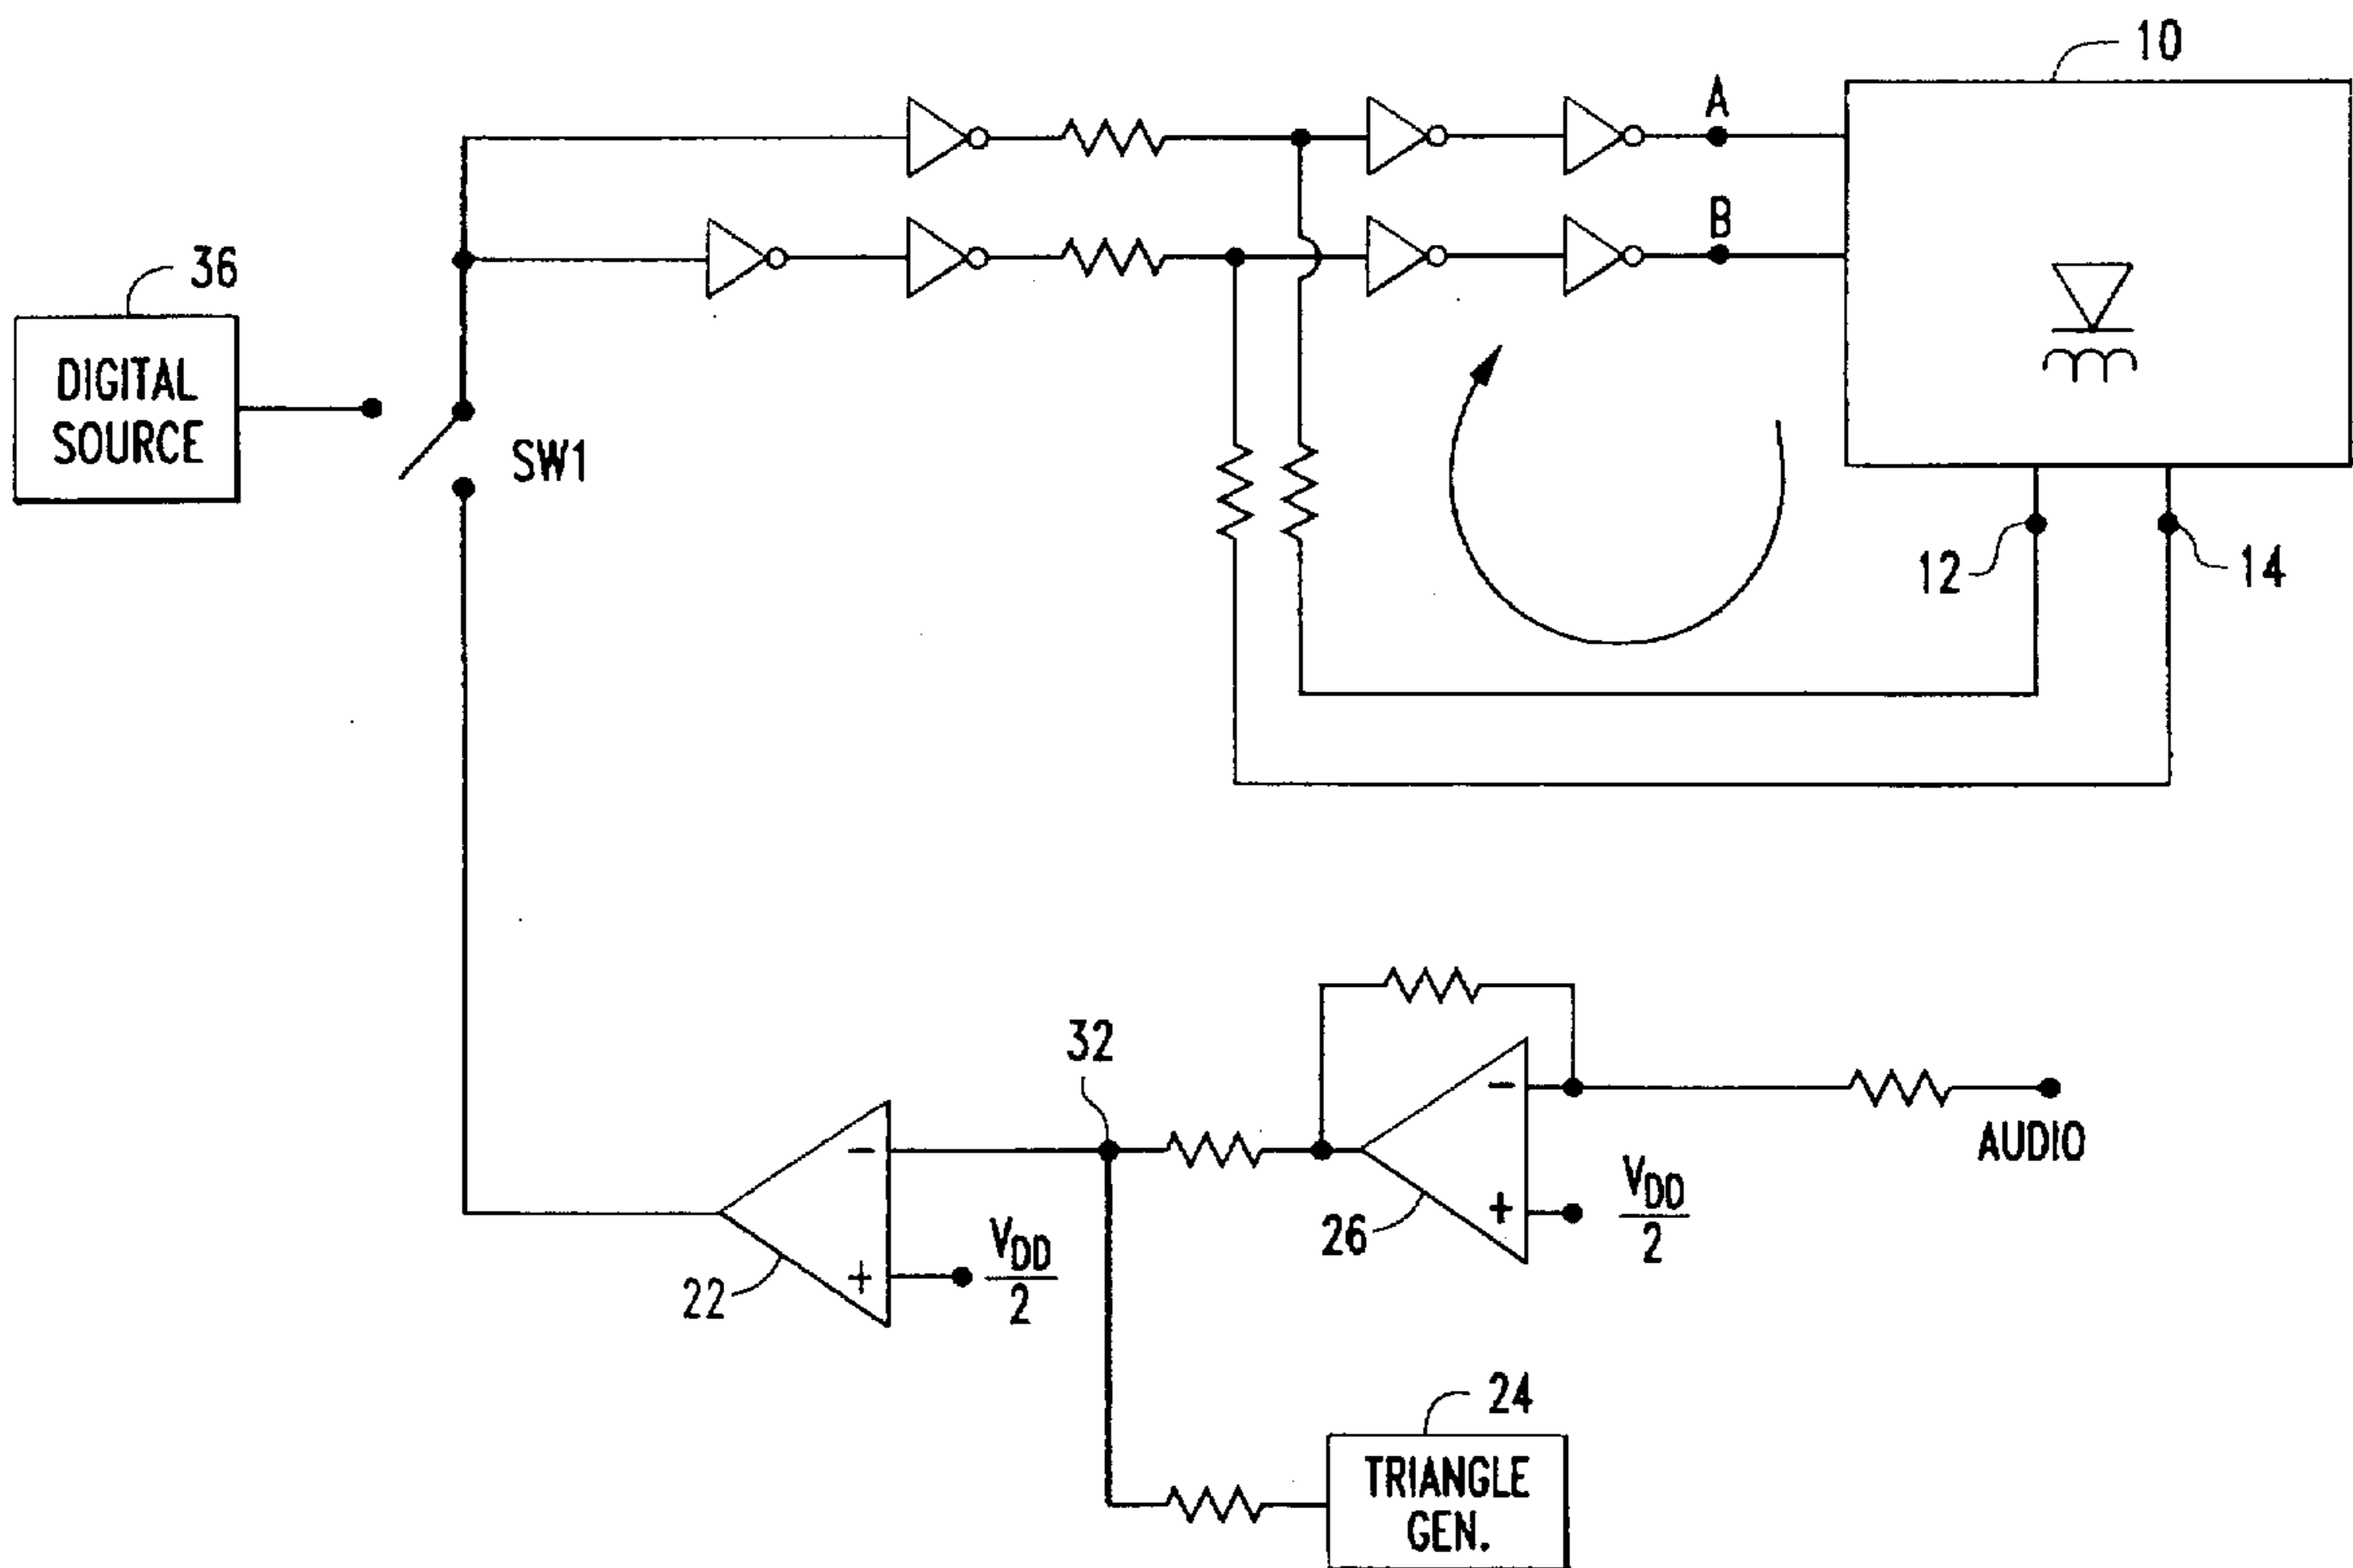 10
A
B
36
DIGITAL
SOURCE
SW1
12
14
32
−
+
22
VDD
2
−
+
26
VDD
2
AUDIO
24
TRIANGLE
GEN.